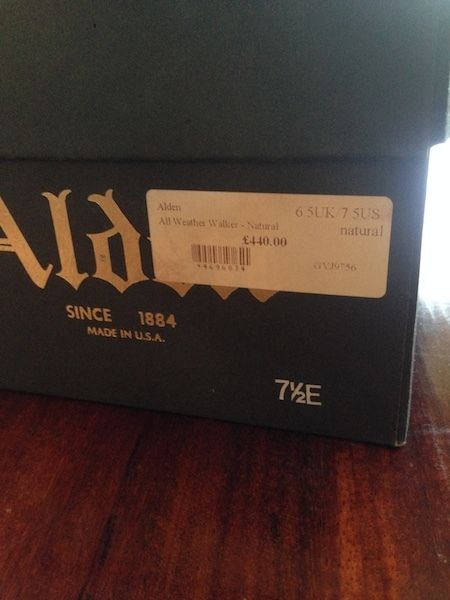 Ald
Alden
6.5UK/7.5US
All Weather Walker - Natural
natural
£440.00
GVJ9756
SINCE 1884
MADE IN U.S.A.
7½E